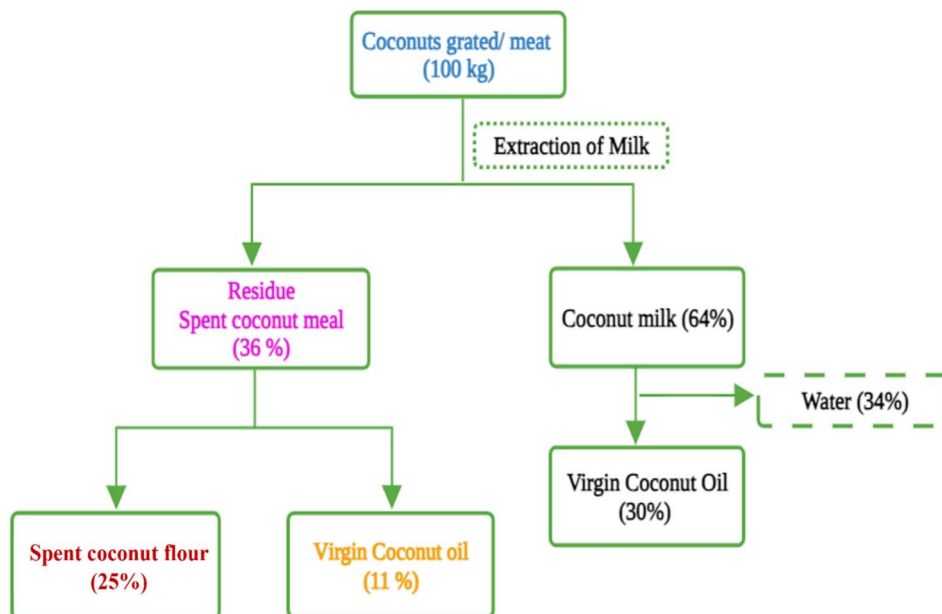 Coconuts grated/ meat
(100 kg)
Extraction of Milk
Residue
Spent coconut meal
(36 %)
Coconut milk (64%)
Water (34%)
Virgin Coconut Oil
(30%)
Spent coconut flour
(25%)
Virgin Coconut oil
(11 %)